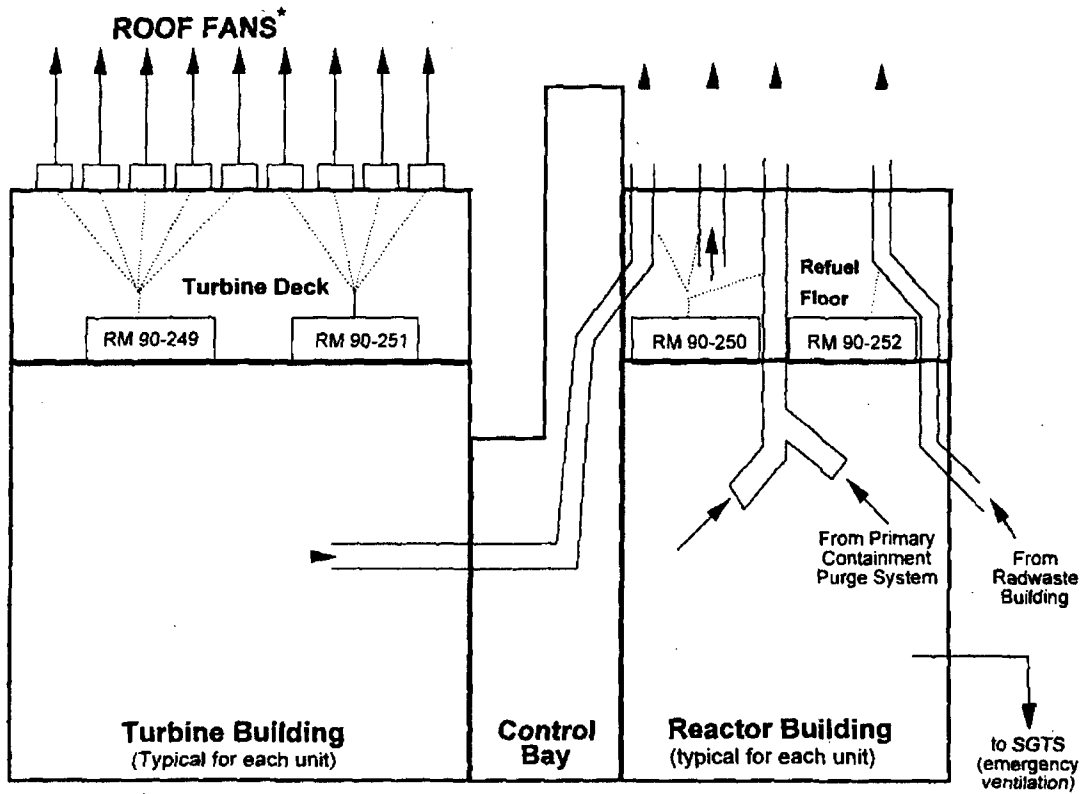 ROOF FANS*
Turbine Deck
RM 90-249
RM 90-251
Refuel
Floor
RM 90-250
RM 90-252
From Primary
Containment
Purge System
From
Radwaste
Building
Turbine Building
(Typical for each unit)
Control
Bay
Reactor Building
(typical for each unit)
to SGTS
(emergency
ventilation)